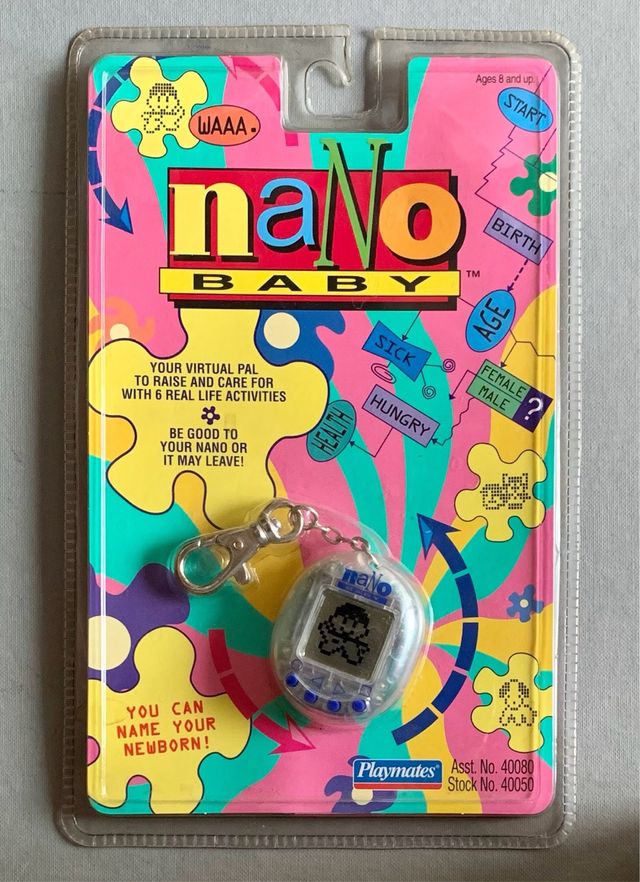 Ages 8 and up.
START
WAAA.
naNo
BABY™
BIRTH
AGE
SICK
FEMALE
MALE
?
HUNGRY
HEALTH
YOUR VIRTUAL PAL
TO RAISE AND CARE FOR
WITH 6 REAL LIFE ACTIVITIES
BE GOOD TO
YOUR NANO OR
IT MAY LEAVE!
naNo
BABY
YOU CAN
NAME YOUR
NEWBORN!
Playmates®
Asst. No. 40080
Stock No. 40050